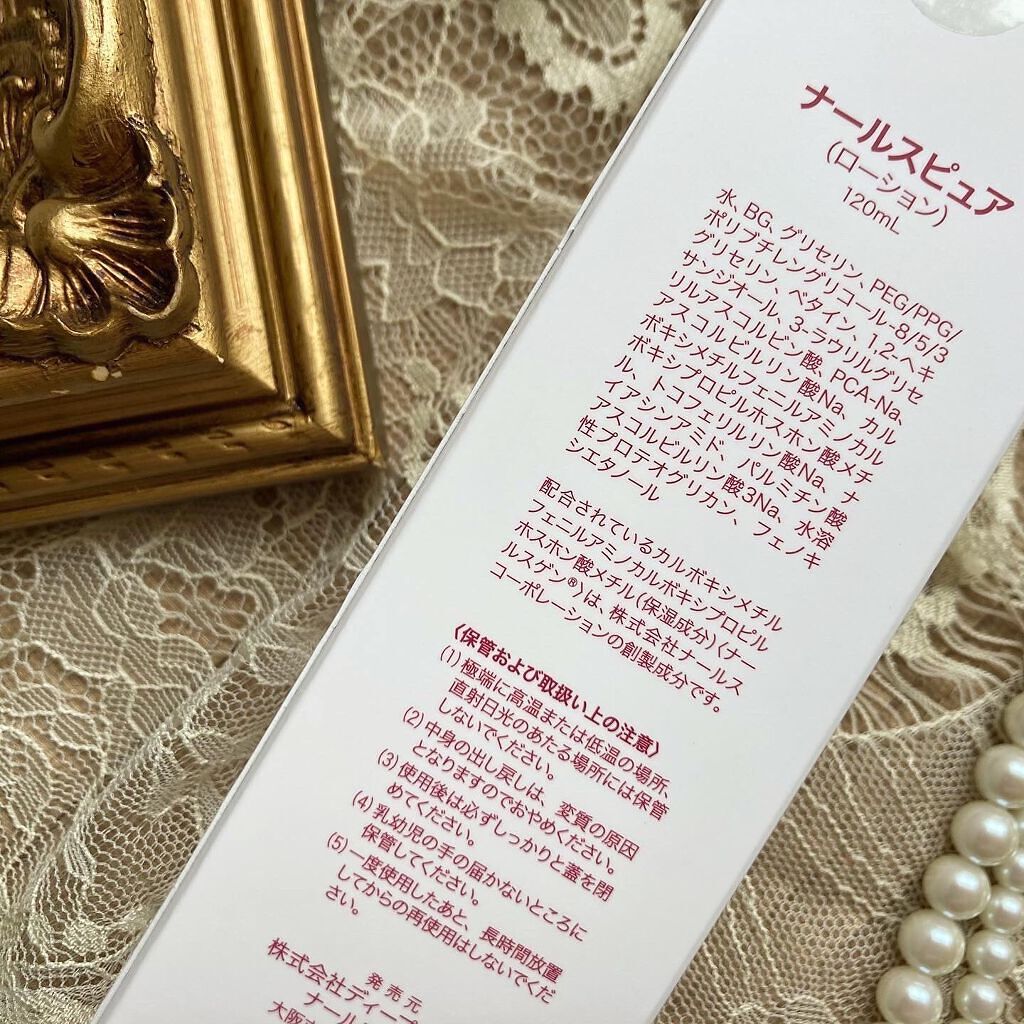 ナールスピュア
(ローション)
120mL
水、BG、グリセリン、PEG/PPG/
ポリブチレングリコール-8/5/3
グリセリン、ベタイン、1,2-ヘキ
サンジオール、3-ラウリルグリセ
リルアスコルビン酸、PCA-Na、
アスコルビルリン酸Na、カル
ボキシメチルフェニルアミノカル
ボキシプロピルホスホン酸メチ
ル、トコフェリルリン酸Na、ナ
イアシンアミド、パルミチン酸
アスコルビルリン酸3Na、水溶
性プロテオグリカン、フェノキ
シエタノール
配合されているカルボキシメチル
フェニルアミノカルボキシプロピル
ホスホン酸メチル(保湿成分)〈ナー
ルスゲン®〉は、株式会社ナールス
コーポレーションの創製成分です。
〈保管および取扱い上の注意〉
(1) 極端に高温または低温の場所、
直射日光のあたる場所には保管
しないでください。
(2) 中身の出し戻しは、変質の原因
となりますのでおやめください。
(3) 使用後は必ずしっかりと蓋を閉
めてください。
(4) 乳幼児の手の届かないところに
保管してください。
(5) 一度使用したあと、長時間放置
してからの再使用はしないでくだ
さい。
発売元
株式会社ディープ
ナール
大阪